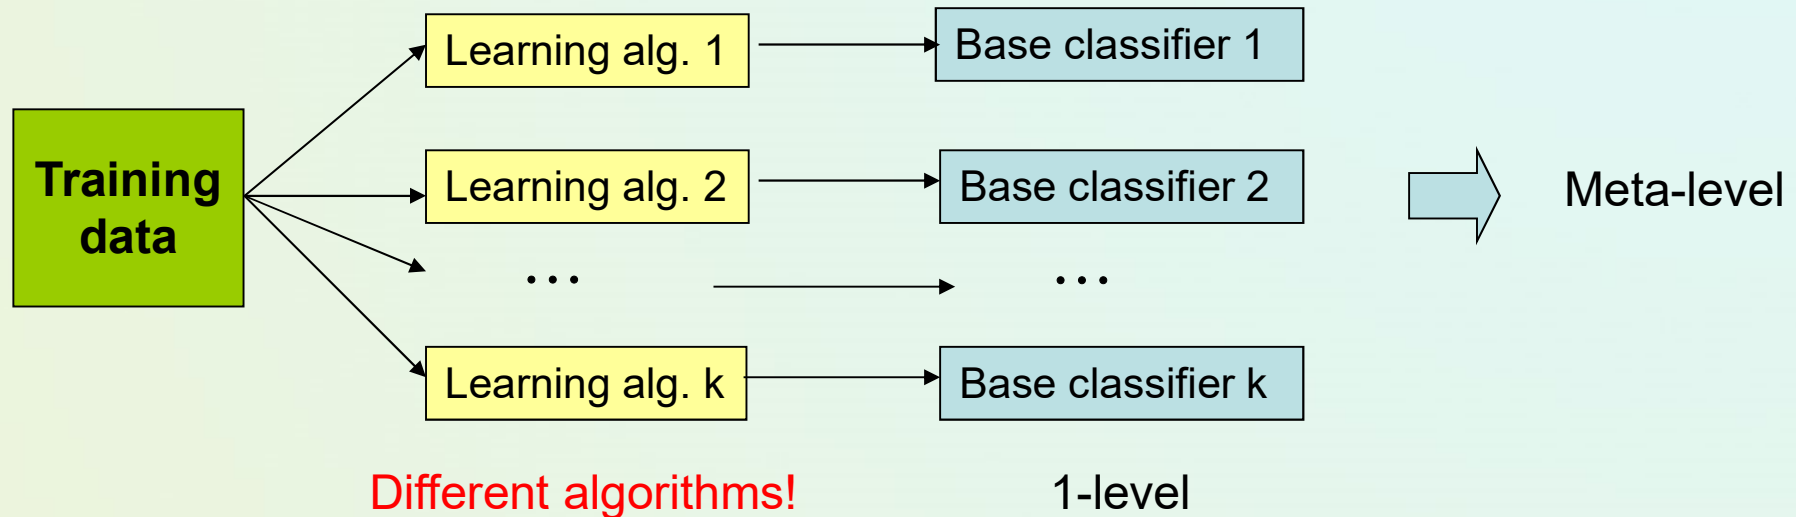 Training
data
Learning alg. 1
Base classifier 1
Learning alg. 2
Base classifier 2
Meta-level
...
...
Learning alg. k
Base classifier k
Different algorithms!
1-level